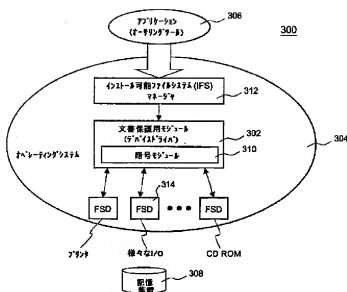 アプリケーション
(オーサリングツール)
306
300
インストール可能ファイルシステム(IFS)
マネージャ
312
文書保護用モジュール
(デバイスドライバ)
302
暗号モジュール
310
オペレーティングシステム
304
314
FSD
FSD
FSD
プリンタ
様々なI/O
CD ROM
記憶
装置
308